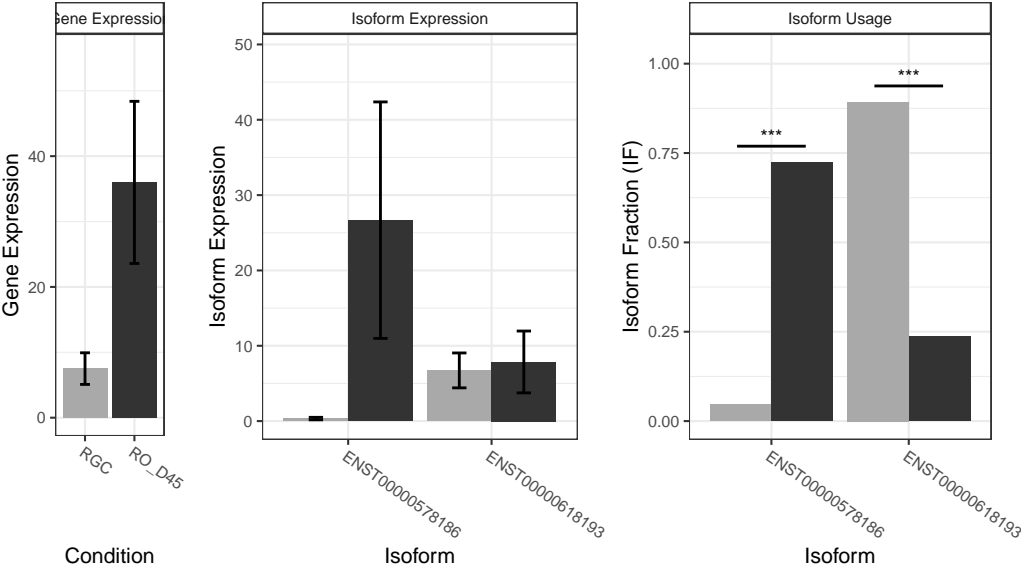 Gene Expression
Gene Expression
40
20
0
RGC
RO_D45
Condition
Isoform Expression
Isoform Expression
50
40
30
20
10
0
ENST00000578186
ENST00000618193
Isoform
Isoform Usage
Isoform Fraction (IF)
1.00
0.75
0.50
0.25
0.00
***
***
ENST00000578186
ENST00000618193
Isoform